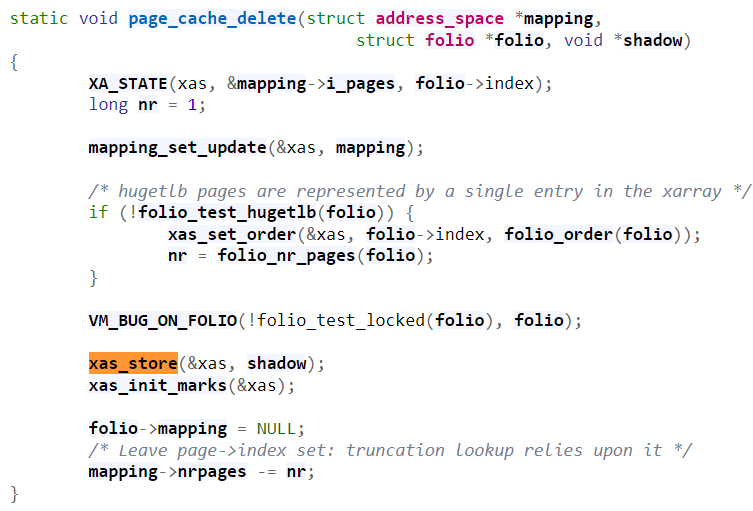 static void page_cache_delete(struct address_space *mapping,
struct folio *folio, void *shadow)
{
XA_STATE(xas, &mapping->i_pages, folio->index);
long nr = 1;
mapping_set_update(&xas, mapping);
/* hugetlb pages are represented by a single entry in the xarray */
if (!folio_test_hugetlb(folio)) {
xas_set_order(&xas, folio->index, folio_order(folio));
nr = folio_nr_pages(folio);
}
VM_BUG_ON_FOLIO(!folio_test_locked(folio), folio);
xas_store(&xas, shadow);
xas_init_marks(&xas);
folio->mapping = NULL;
/* Leave page->index set: truncation lookup relies upon it */
mapping->nrpages -= nr;
}